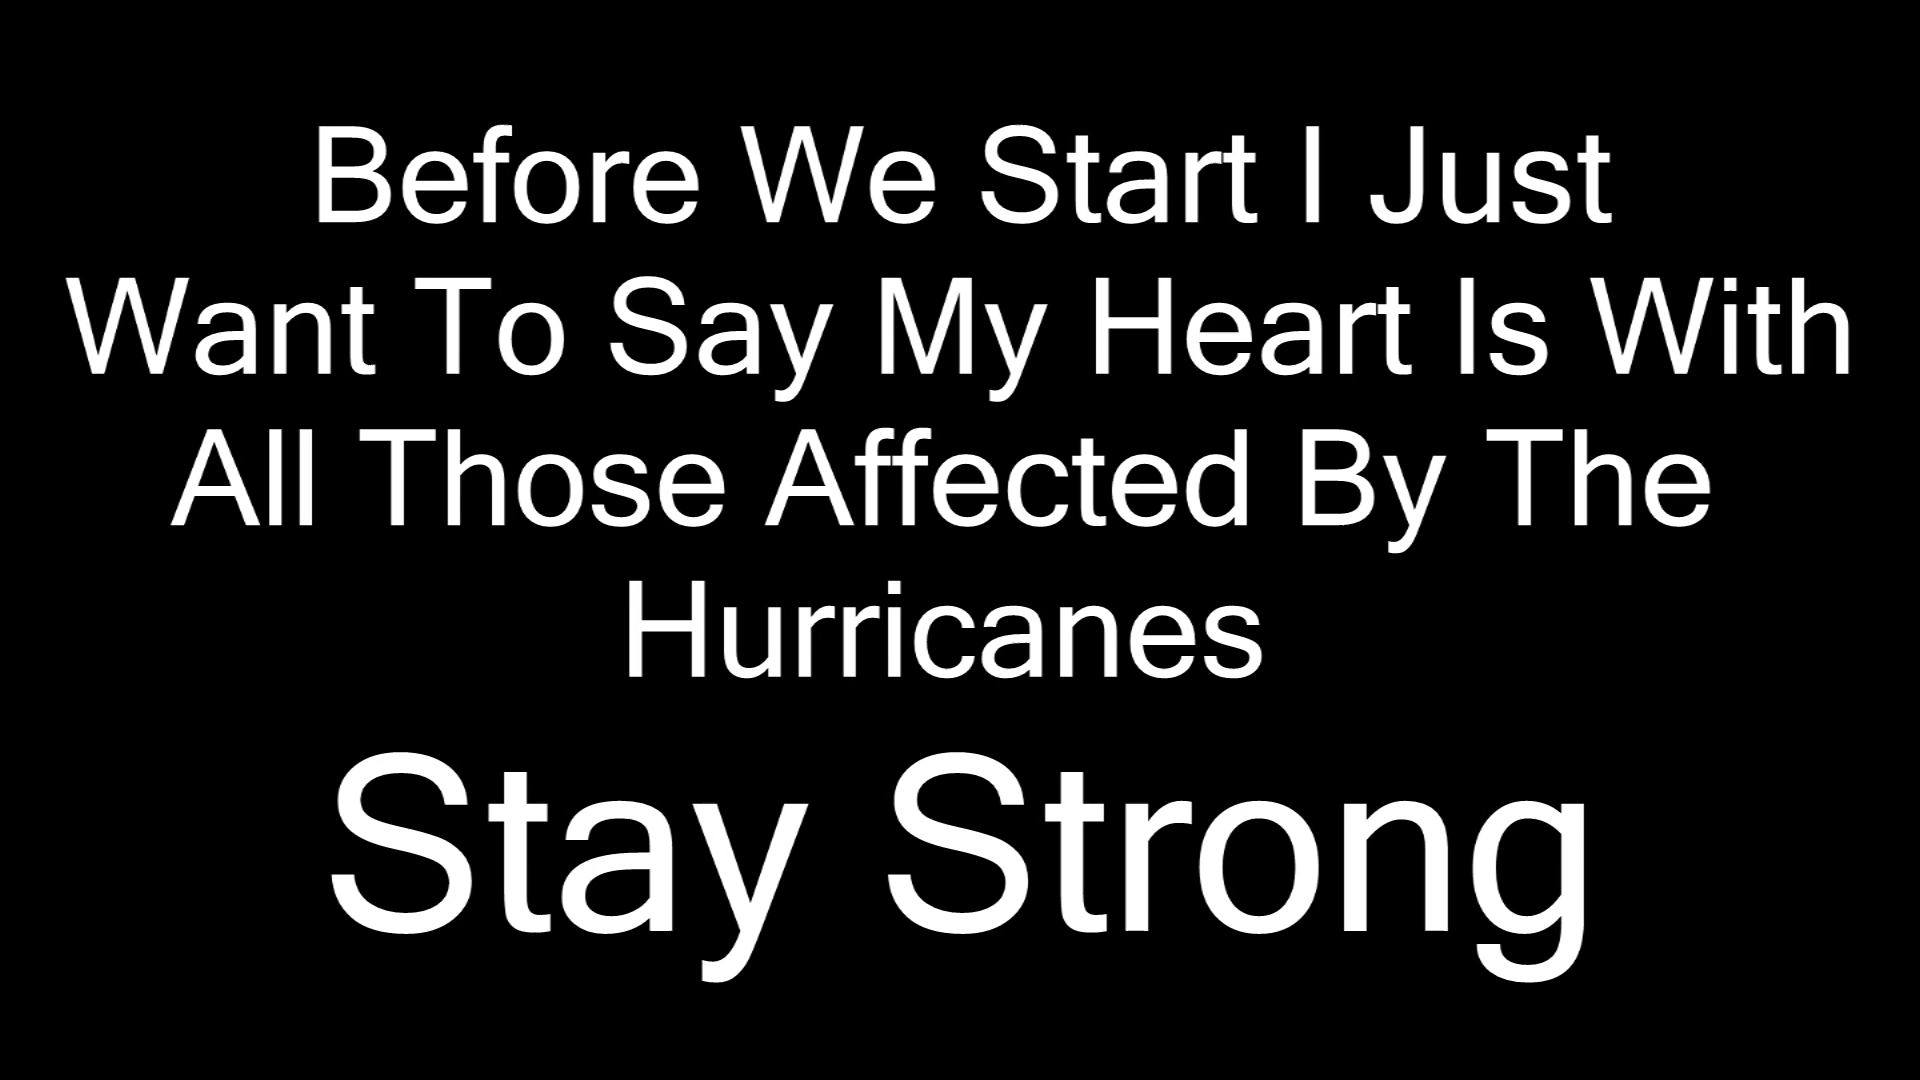 Before We Start I Just
Want To Say My Heart Is With
All Those Affected By The
Hurricanes
Stay Strong